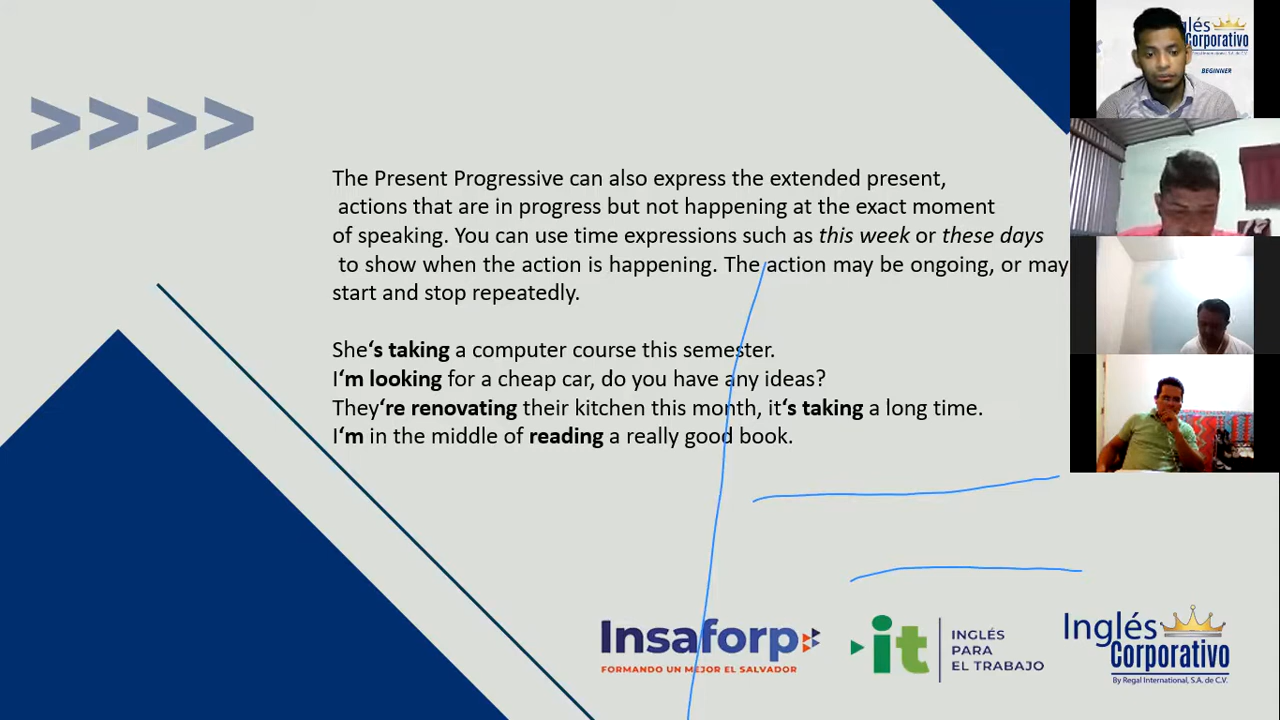 The Present Progressive can also express the extended present,
actions that are in progress but not happening at the exact moment
of speaking. You can use time expressions such as this week or these days
to show when the action is happening. The action may be ongoing, or may
start and stop repeatedly.
She‘s taking a computer course this semester.
I‘m looking for a cheap car, do you have any ideas?
They‘re renovating their kitchen this month, it‘s taking a long time.
I‘m in the middle of reading a really good book.
Insaforp
FORMANDO UN MEJOR EL SALVADOR
it
INGLÉS
PARA
EL TRABAJO
Inglés
Corporativo
By Regal International, S.A. de C.V.
glés
Corporativo
BEGINNER